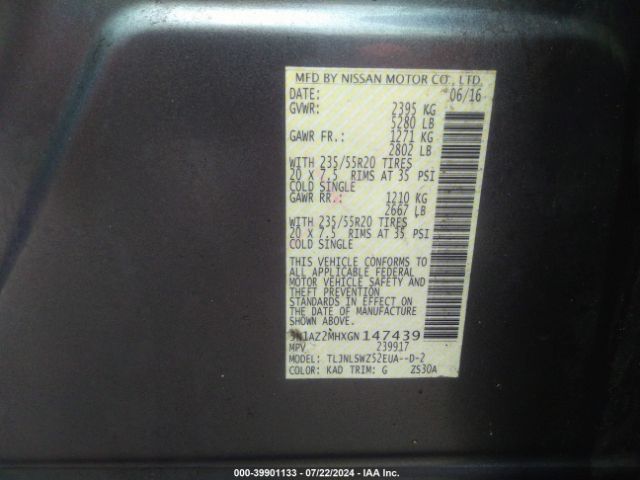 MFD BY NISSAN MOTOR CO., LTD.
DATE: 06/16
GVWR: 2395 KG
5280 LB
GAWR FR.: 1271 KG
2802 LB
WITH 235/55R20 TIRES
20 X 7.5 RIMS AT 35 PSI
COLD SINGLE
GAWR RR.: 1210 KG
2667 LB
WITH 235/55R20 TIRES
20 X 7.5 RIMS AT 35 PSI
COLD SINGLE
THIS VEHICLE CONFORMS TO
ALL APPLICABLE FEDERAL
MOTOR VEHICLE SAFETY AND
THEFT PREVENTION
STANDARDS IN EFFECT ON
THE DATE OF MANUFACTURE
SHOWN ABOVE.
5N1AZ2MHXGN 147439
MPV 239917
MODEL: TLJNLSWZ52EUA--D-2
COLOR: KAD TRIM: G ZS30A
000-39901133 - 07/22/2024 - IAA Inc.